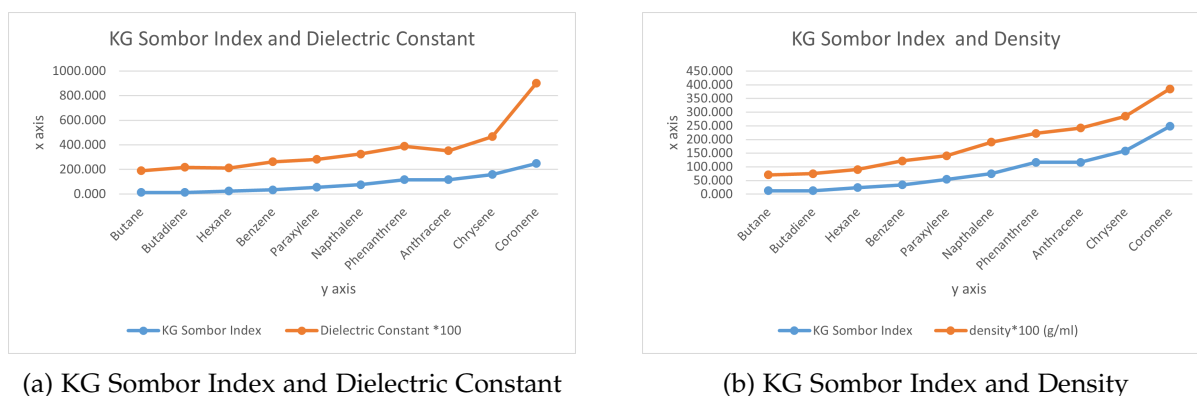 KG Sombor Index and Dielectric Constant
1000.000
800.000
600.000
400.000
200.000
0.000
x axis
Butane
Butadiene
Hexane
Benzene
Paraxylene
Napthalene
Phenanthrene
Anthracene
Chrysene
Coronene
y axis
KG Sombor Index
Dielectric Constant *100
(a) KG Sombor Index and Dielectric Constant
KG Sombor Index and Density
450.000
400.000
350.000
300.000
250.000
200.000
150.000
100.000
50.000
0.000
x axis
Butane
Butadiene
Hexane
Benzene
Paraxylene
Napthalene
Phenanthrene
Anthracene
Chrysene
Coronene
y axis
KG Sombor Index
density*100 (g/ml)
(b) KG Sombor Index and Density